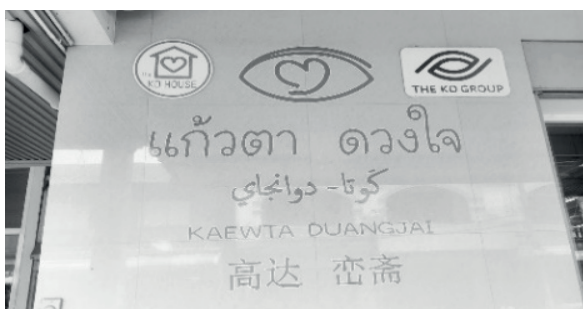 KO HOUSE
THE KO GROUP
แก้วตา ดวงใจ
كوتا - دوانجاي
KAEWTA DUANGJAI
高达 峦斋